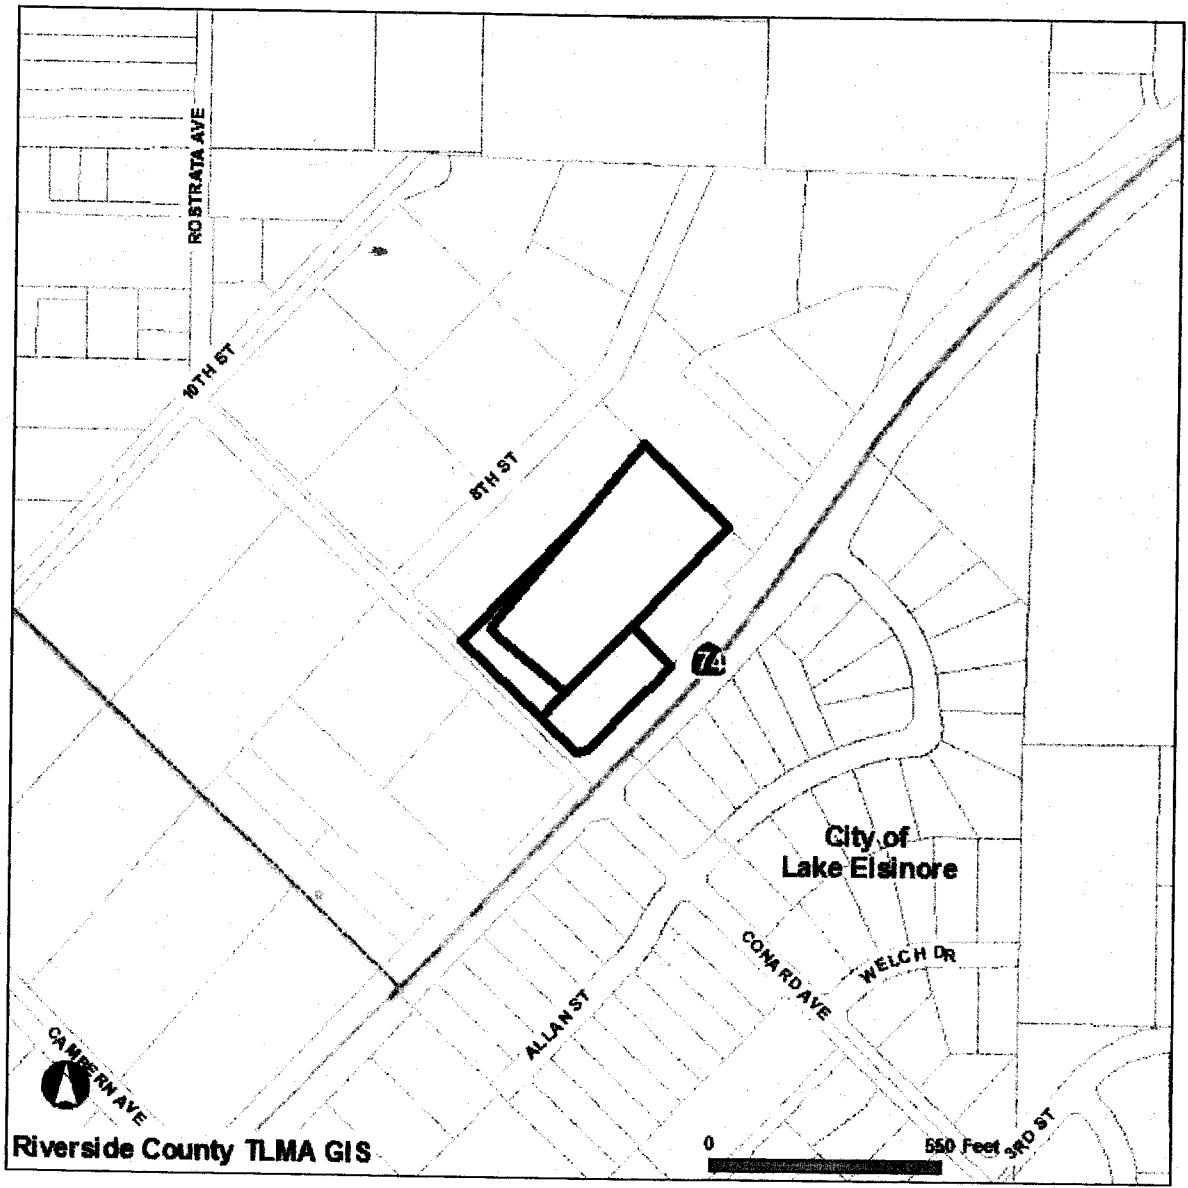 ROSTRATA AVE
10TH ST
8TH ST
74
City of
Lake Elsinore
CONARD AVE
WELCH DR
ALLAN ST
CAMBERN AVE
3RD ST
Riverside County TLMA GIS
0
550 Feet